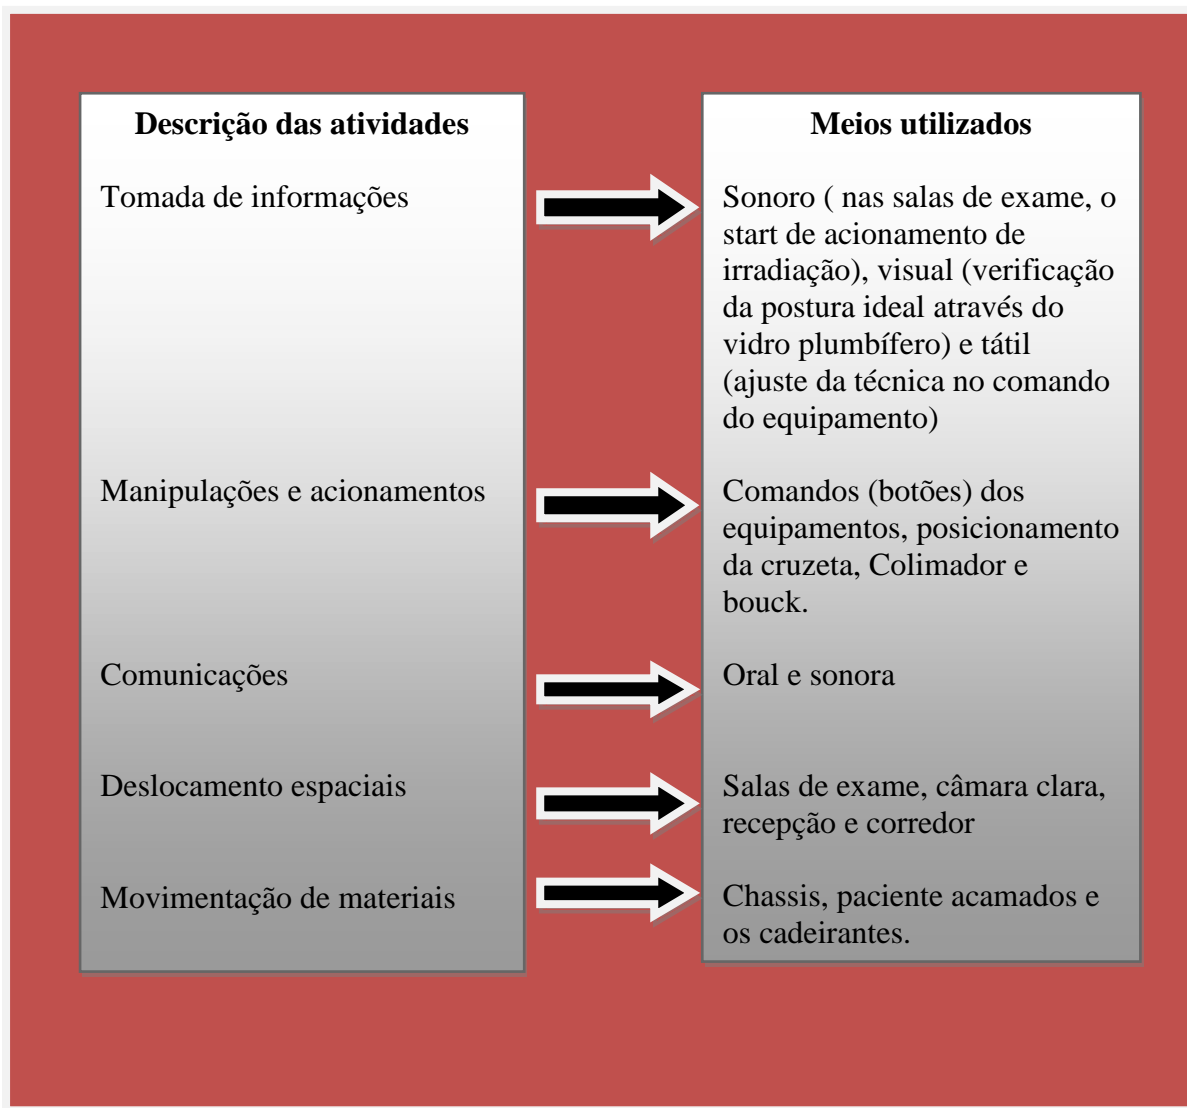 Descrição das atividades
Tomada de informações
Manipulações e acionamentos
Comunicações
Deslocamento espaciais
Movimentação de materiais
Meios utilizados
Sonoro ( nas salas de exame, o
start de acionamento de
irradiação), visual (verificação
da postura ideal através do
vidro plumbífero) e tátil
(ajuste da técnica no comando
do equipamento)
Comandos (botões) dos
equipamentos, posicionamento
da cruzeta, Colimador e
bouck.
Oral e sonora
Salas de exame, câmara clara,
recepção e corredor
Chassis, paciente acamados e
os cadeirantes.